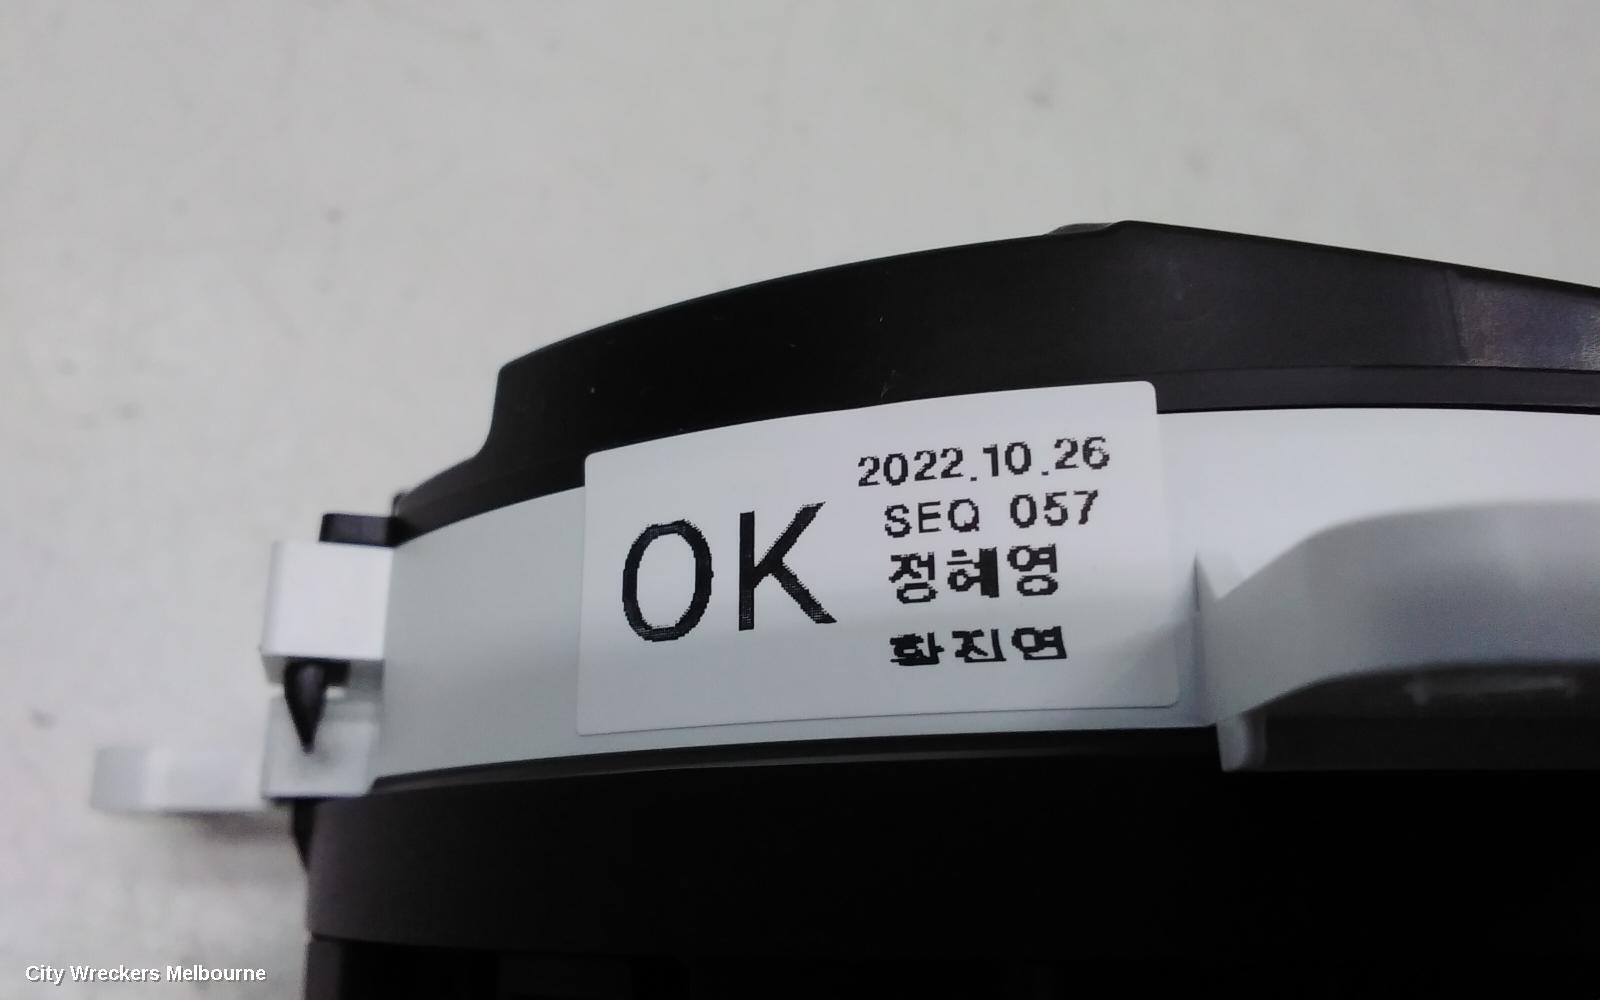 OK
2022.10.26
SEQ 057
정혜영
황진연
City Wreckers Melbourne